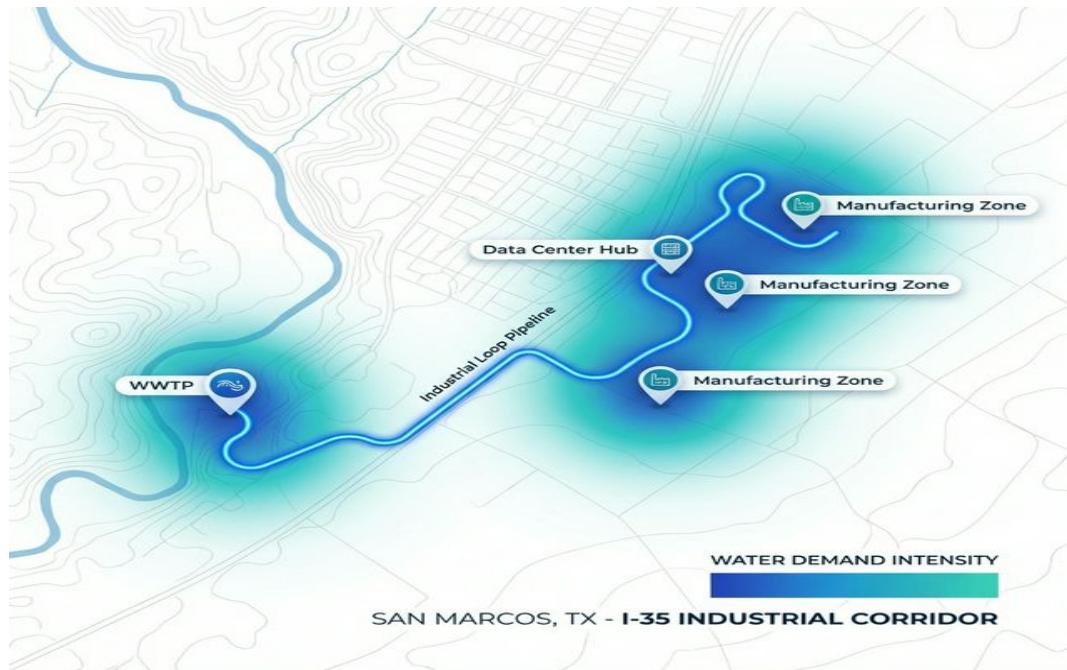 Manufacturing Zone
Data Center Hub
Manufacturing Zone
Industrial Loop Pipeline
WWTP
Manufacturing Zone
WATER DEMAND INTENSITY
SAN MARCOS, TX - I-35 INDUSTRIAL CORRIDOR